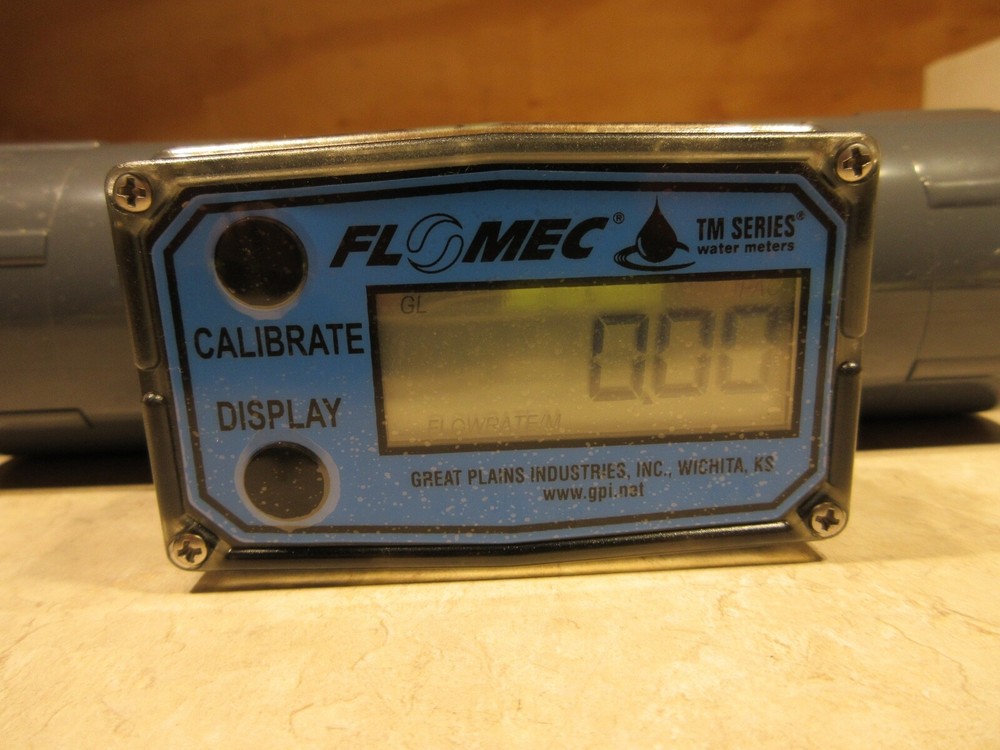 FLOMEC®
TM SERIES®
water meters
CALIBRATE
DISPLAY
GL
0.00
FLOWRATE/M
GREAT PLAINS INDUSTRIES, INC., WICHITA, KS
www.gpi.net